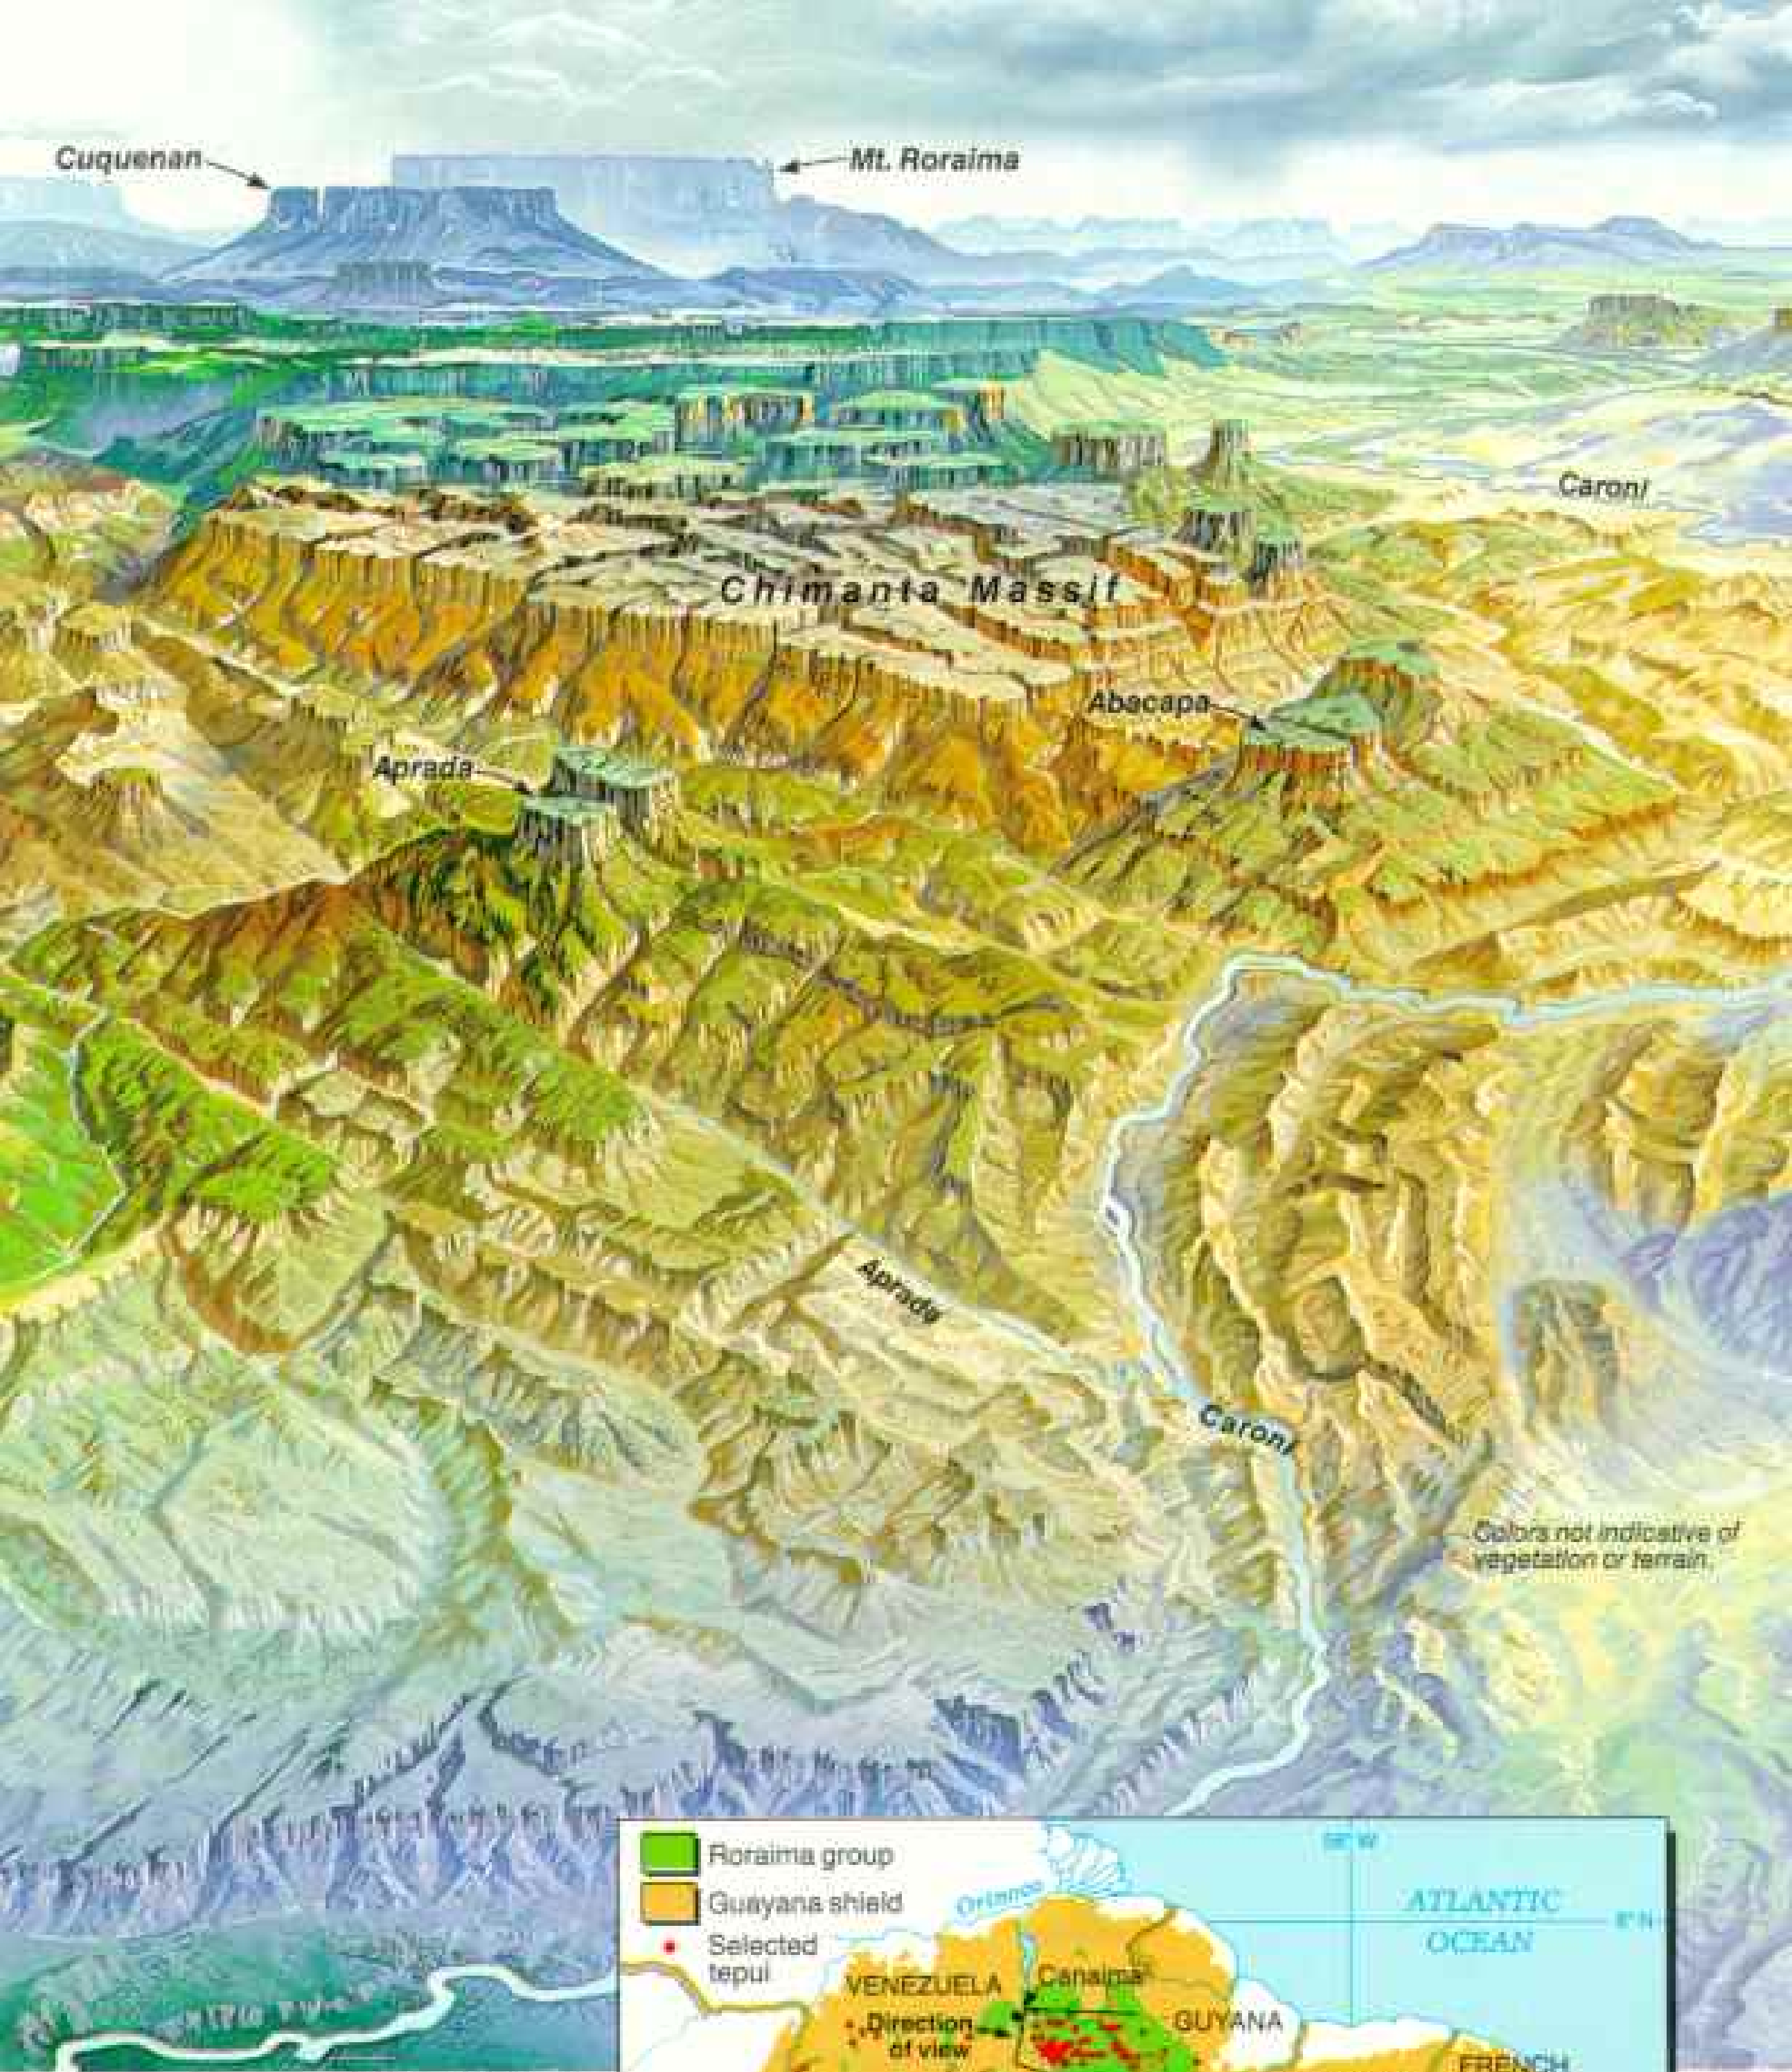 Cuquenan
Mt. Roraima
Caroni
Chimanta Massif
Abacapa
Aprada
Aprada
Caroni
Colors not indicative of
vegetation or terrain.
Roraima group
Guayana shield
Selected
tepui
Orinoco
ATLANTIC
OCEAN
8° N
VENEZUELA
Canaima
Direction
of view
GUYANA
FRENCH